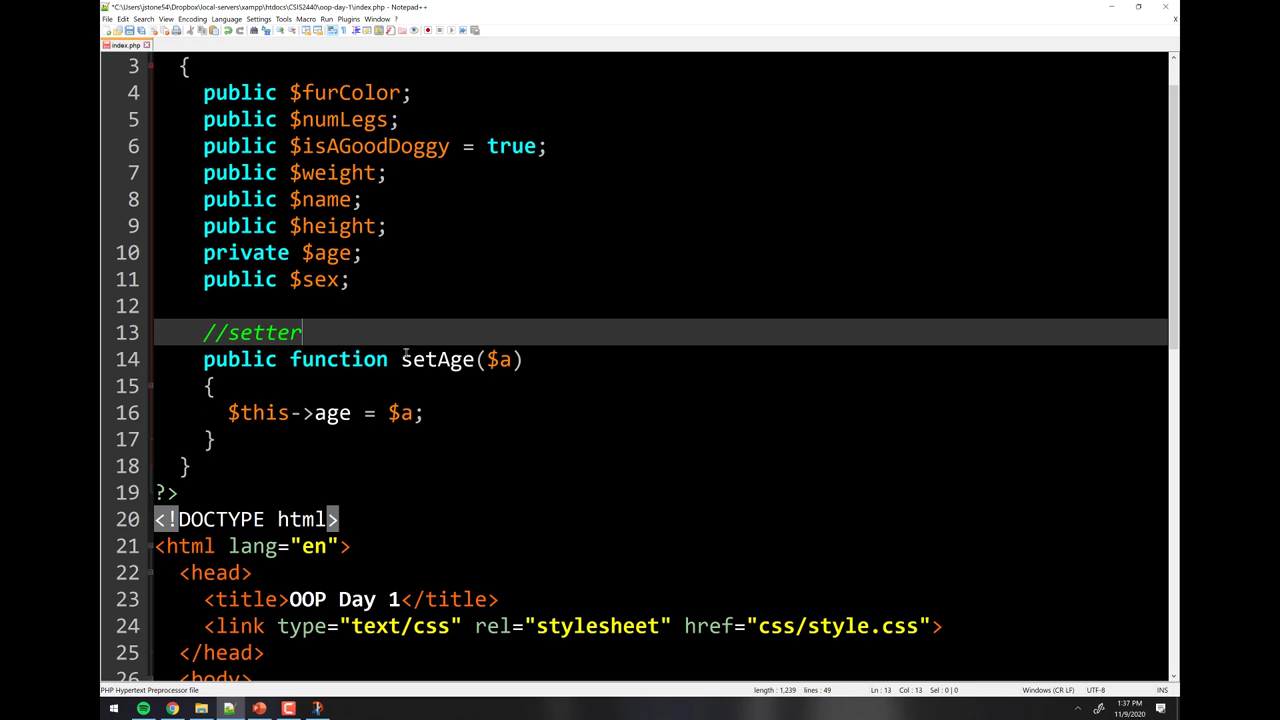 *C:\Users\jstone54\Dropbox\local-servers\xampp\htdocs\CSIS2440\oop-day-1\index.php - Notepad++
File Edit Search View Encoding Language Settings Tools Macro Run Plugins Window ?
index.php
3 {
4 public $furColor;
5 public $numLegs;
6 public $isAGoodDoggy = true;
7 public $weight;
8 public $name;
9 public $height;
10 private $age;
11 public $sex;
12
13 //setter
14 public function setAge($a)
15 {
16 $this->age = $a;
17 }
18 }
19 ?>
20 <!DOCTYPE html>
21 <html lang="en">
22 <head>
23 <title>OOP Day 1</title>
24 <link type="text/css" rel="stylesheet" href="css/style.css">
25 </head>
26 <body>
PHP Hypertext Preprocessor file length : 1,239 lines : 49 Ln : 13 Col : 13 Sel : 0 | 0 Windows (CR LF) UTF-8 INS
1:37 PM
11/9/2020